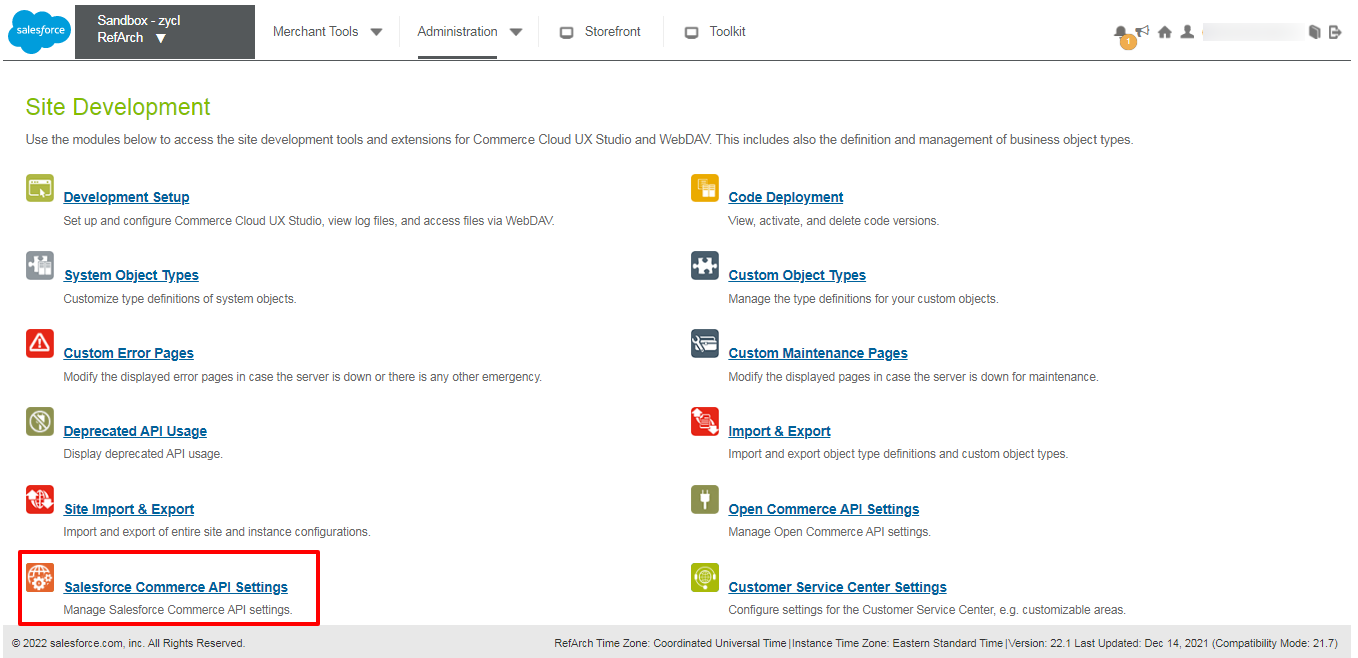 salesforce
Sandbox - zycl
RefArch ▼
Merchant Tools
Administration
Storefront
Toolkit
1
Site Development
Use the modules below to access the site development tools and extensions for Commerce Cloud UX Studio and WebDAV. This includes also the definition and management of business object types.
Development Setup
Set up and configure Commerce Cloud UX Studio, view log files, and access files via WebDAV.
Code Deployment
View, activate, and delete code versions.
System Object Types
Customize type definitions of system objects.
Custom Object Types
Manage the type definitions for your custom objects.
Custom Error Pages
Modify the displayed error pages in case the server is down or there is any other emergency.
Custom Maintenance Pages
Modify the displayed pages in case the server is down for maintenance.
Deprecated API Usage
Display deprecated API usage.
Import & Export
Import and export object type definitions and custom object types.
Site Import & Export
Import and export of entire site and instance configurations.
Open Commerce API Settings
Manage Open Commerce API settings.
Salesforce Commerce API Settings
Manage Salesforce Commerce API settings.
Customer Service Center Settings
Configure settings for the Customer Service Center, e.g. customizable areas.
© 2022 salesforce.com, inc. All Rights Reserved.
RefArch Time Zone: Coordinated Universal Time|Instance Time Zone: Eastern Standard Time|Version: 22.1 Last Updated: Dec 14, 2021 (Compatibility Mode: 21.7)